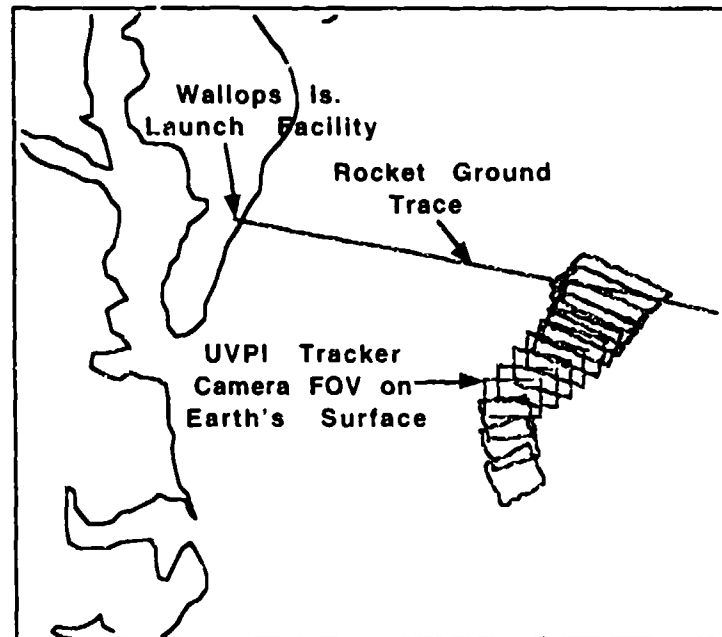 Wallops Is.
Launch Facility
Rocket Ground
Trace
UVPI Tracker
Camera FOV on
Earth's Surface